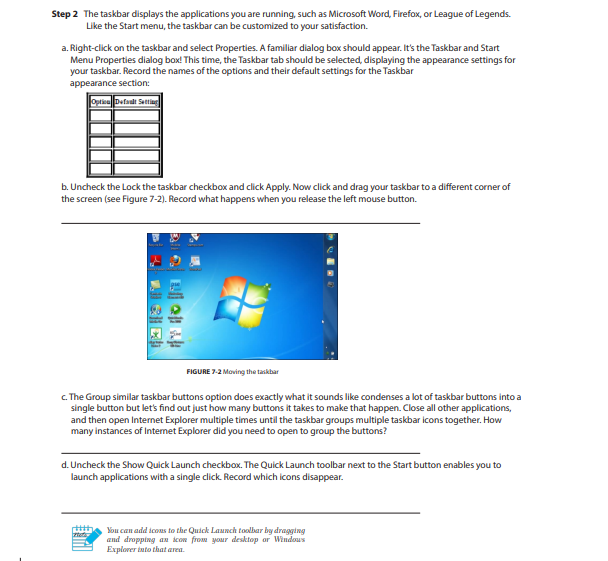 Step 2 The taskbar displays the applications you are running, such as Microsoft Word, Firefox, or League of Legends.
Like the Start menu, the taskbar can be customized to your satisfaction.
a. Right-click on the taskbar and select Properties. A familiar dialog box should appear. It's the Taskbar and Start
Menu Properties dialog box! This time, the Taskbar tab should be selected, displaying the appearance settings for
your taskbar. Record the names of the options and their default settings for the Taskbar
appearance section:
Option Default Setting
b. Uncheck the Lock the taskbar checkbox and click Apply. Now click and drag your taskbar to a different corner of
the screen (see Figure 7-2). Record what happens when you release the left mouse button.
FIGURE 7-2 Moving the taskbar
c. The Group similar taskbar buttons option does exactly what it sounds like condenses a lot of taskbar buttons into a
single button but let's find out just how many buttons it takes to make that happen. Close all other applications,
and then open Internet Explorer multiple times until the taskbar groups multiple taskbar icons together. How
many instances of Internet Explorer did you need to open to group the buttons?
d. Uncheck the Show Quick Launch checkbox. The Quick Launch toolbar next to the Start button enables you to
launch applications with a single click. Record which icons disappear.
You can add icons to the Quick Launch toolbar by dragging
and dropping an icon from your desktop or Windows
Explorer into that area.